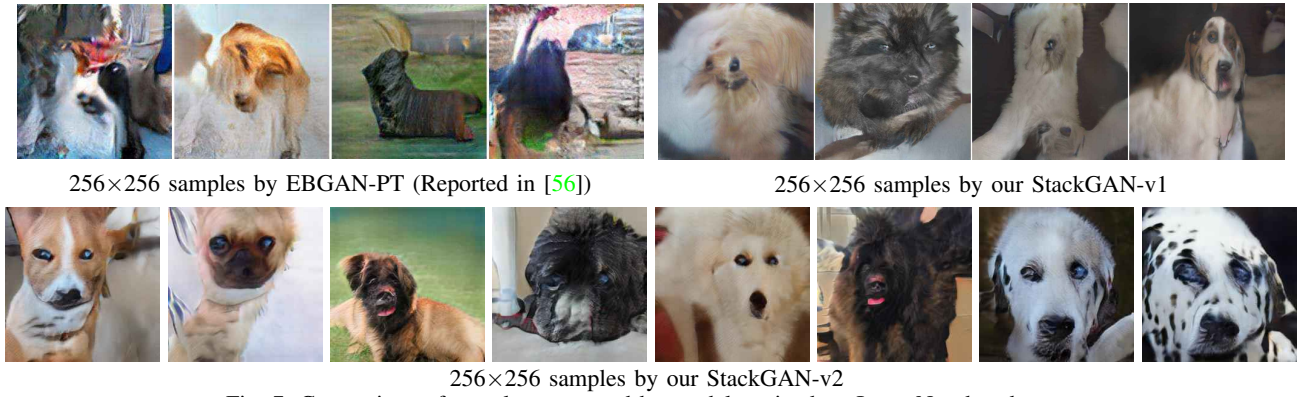 256×256 samples by EBGAN-PT (Reported in [56])
256×256 samples by our StackGAN-v1
256×256 samples by our StackGAN-v2